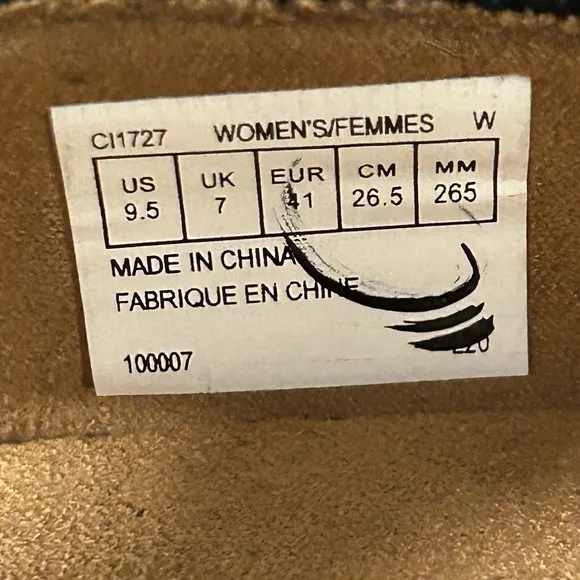 CI1727 WOMEN'S/FEMMES W
US UK EUR CM MM
9.5 7 41 26.5 265
MADE IN CHINA
FABRIQUE EN CHINE
100007